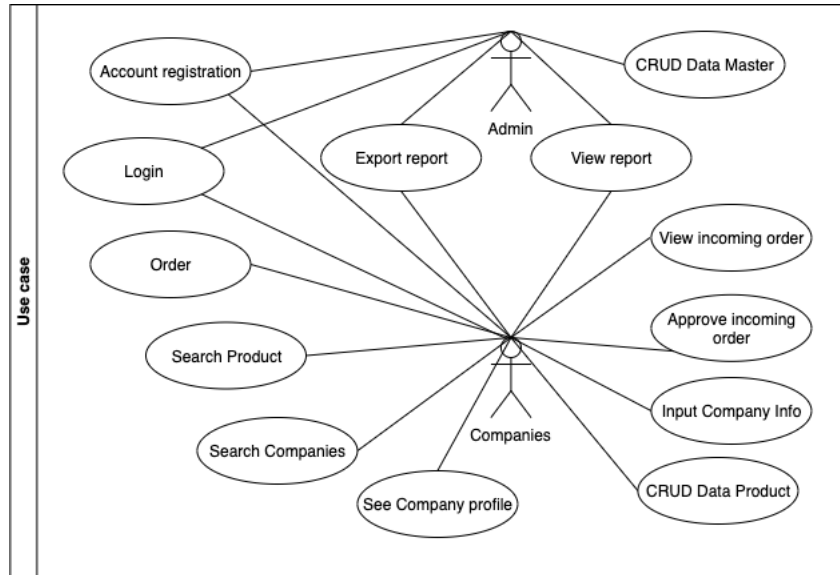 Use case
Account registration
CRUD Data Master
Admin
Export report
View report
Login
View incoming order
Order
Approve incoming
order
Search Product
Input Company Info
Companies
Search Companies
CRUD Data Product
See Company profile